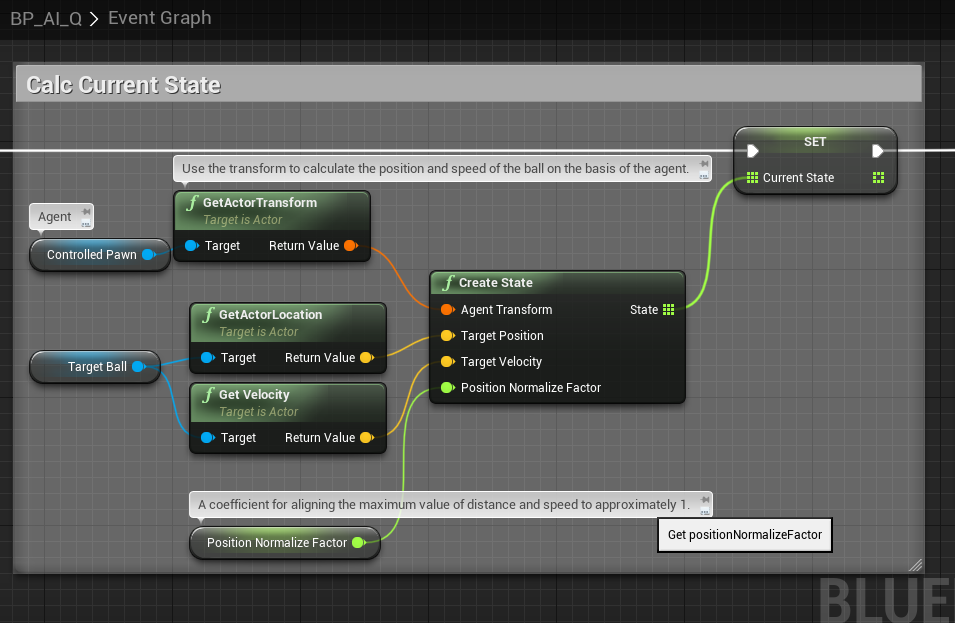 BP_AI_Q > Event Graph
Calc Current State
SET
Current State
Use the transform to calculate the position and speed of the ball on the basis of the agent.
Agent
Controlled Pawn
GetActorTransform
Target is Actor
Target Return Value
Create State
Agent Transform State
Target Position
Target Velocity
Position Normalize Factor
GetActorLocation
Target is Actor
Target Return Value
Target Ball
Get Velocity
Target is Actor
Target Return Value
A coefficient for aligning the maximum value of distance and speed to approximately 1.
Position Normalize Factor
Get positionNormalizeFactor
BLUE